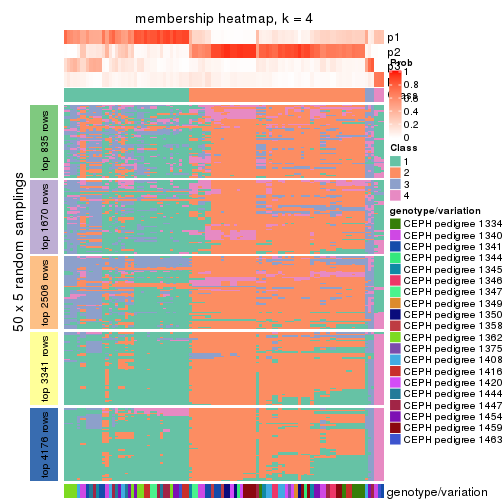 membership heatmap, k = 4
p1
p2
p3
Prob
1
0.8
0.6
0.4
0.2
0
Class
1
2
3
4
genotype/variation
CEPH pedigree 1334
CEPH pedigree 1340
CEPH pedigree 1341
CEPH pedigree 1344
CEPH pedigree 1345
CEPH pedigree 1346
CEPH pedigree 1347
CEPH pedigree 1349
CEPH pedigree 1350
CEPH pedigree 1358
CEPH pedigree 1362
CEPH pedigree 1375
CEPH pedigree 1408
CEPH pedigree 1416
CEPH pedigree 1420
CEPH pedigree 1444
CEPH pedigree 1447
CEPH pedigree 1454
CEPH pedigree 1459
CEPH pedigree 1463
50 x 5 random samplings
top 835 rows
top 1670 rows
top 2506 rows
top 3341 rows
top 4176 rows
genotype/variation